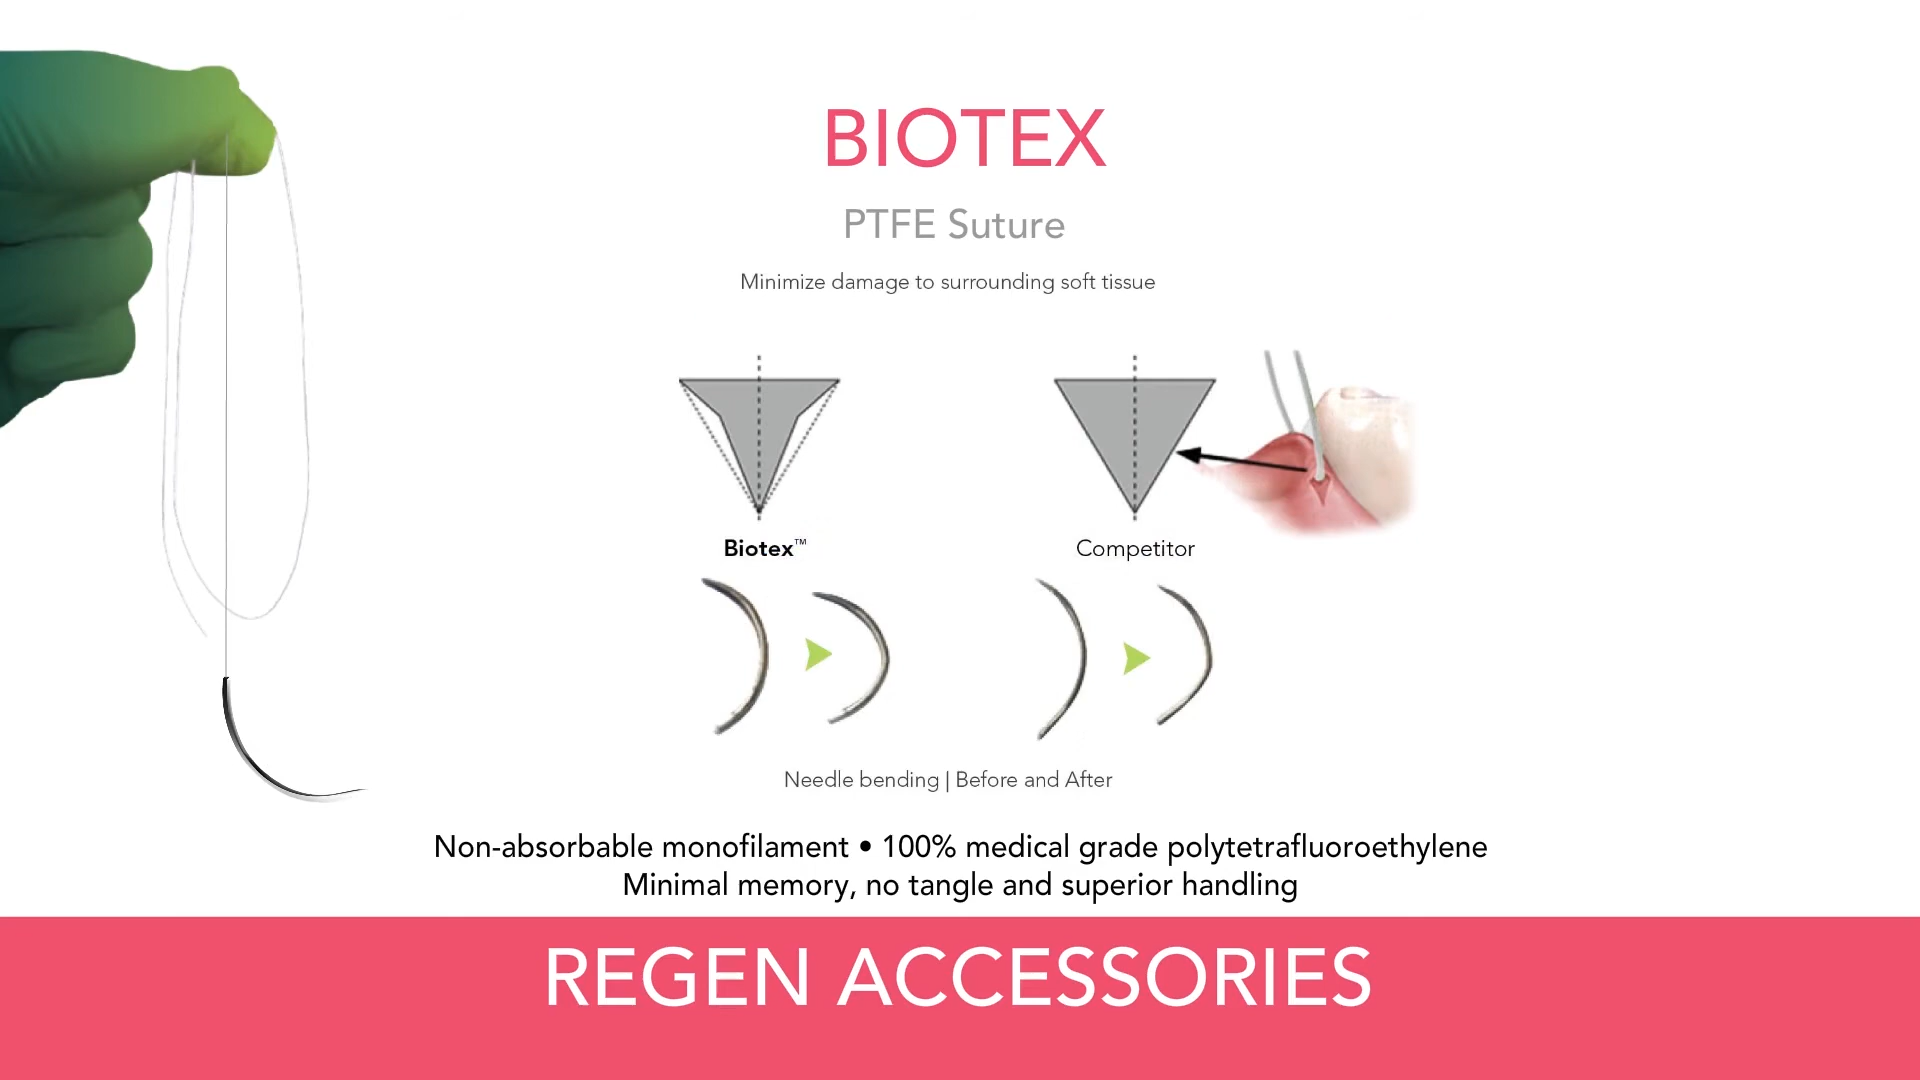 BIOTEX
PTFE Suture
Minimize damage to surrounding soft tissue
Biotex™
Competitor
Needle bending | Before and After
Non-absorbable monofilament • 100% medical grade polytetrafluoroethylene
Minimal memory, no tangle and superior handling
REGEN ACCESSORIES